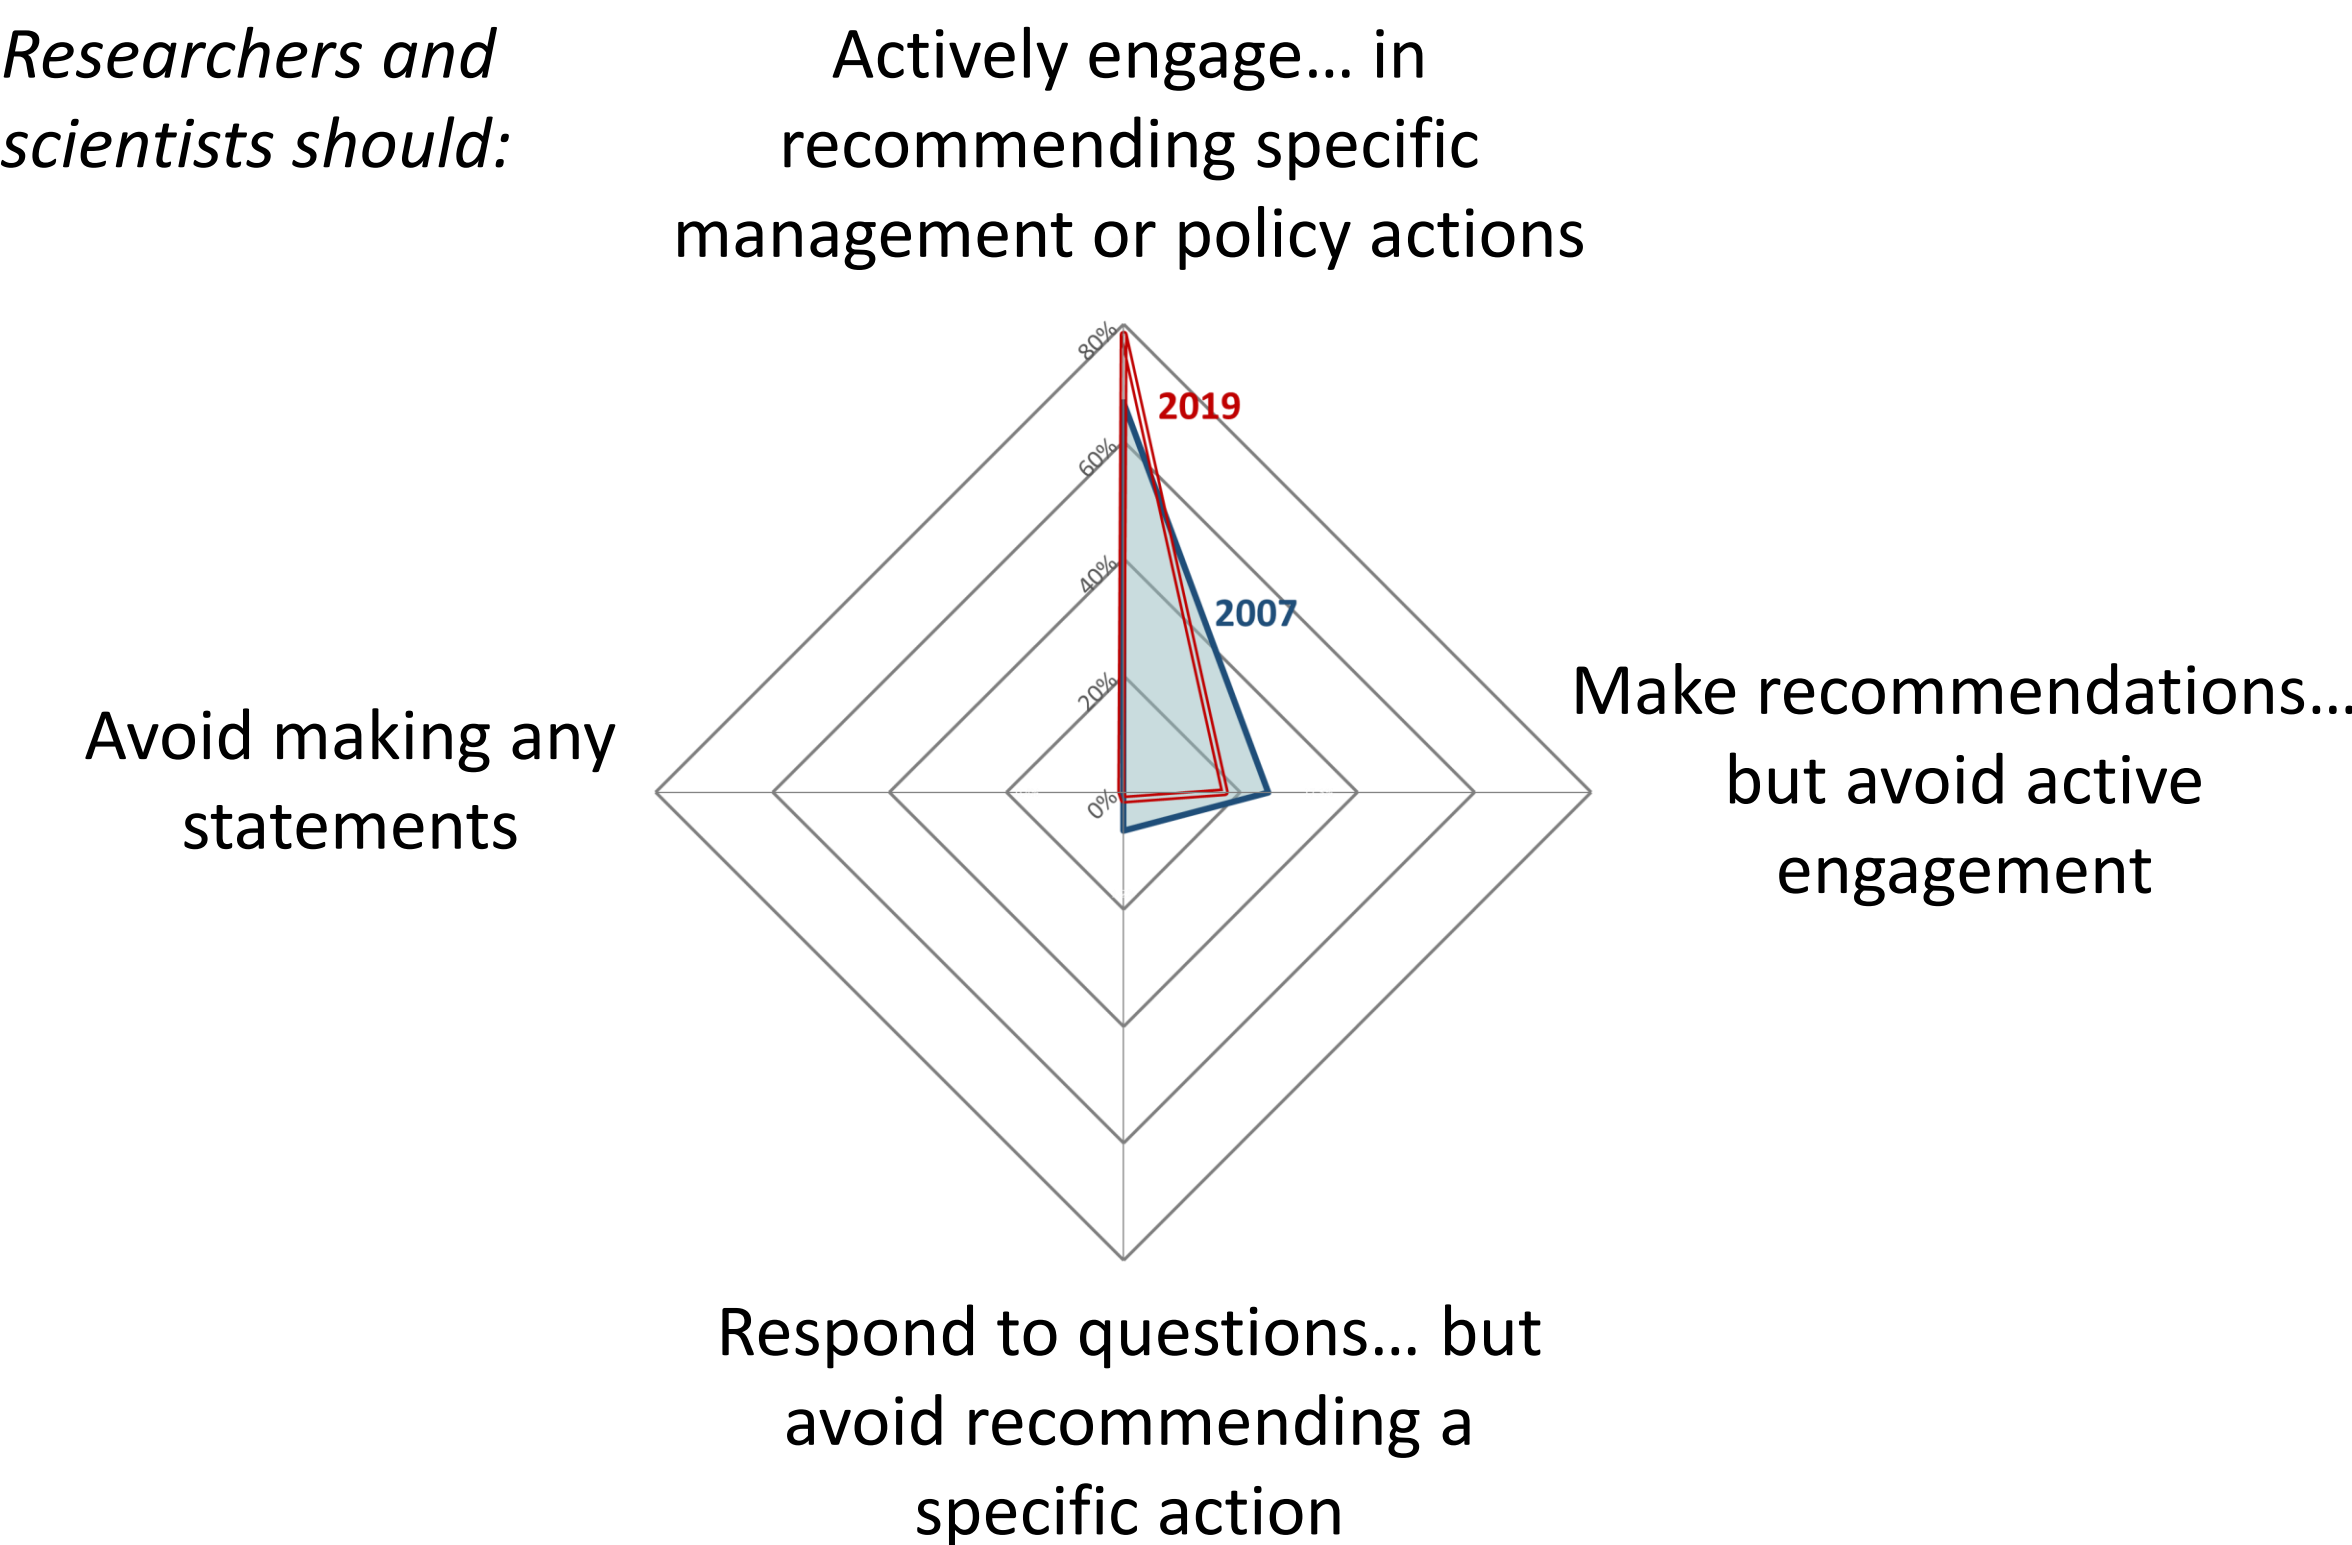 Researchers and
scientists should:
Actively engage... in
recommending specific
management or policy actions
80%
2019
60%
40%
2007
20%
0%
Avoid making any
statements
Make recommendations...
but avoid active
engagement
Respond to questions... but
avoid recommending a
specific action